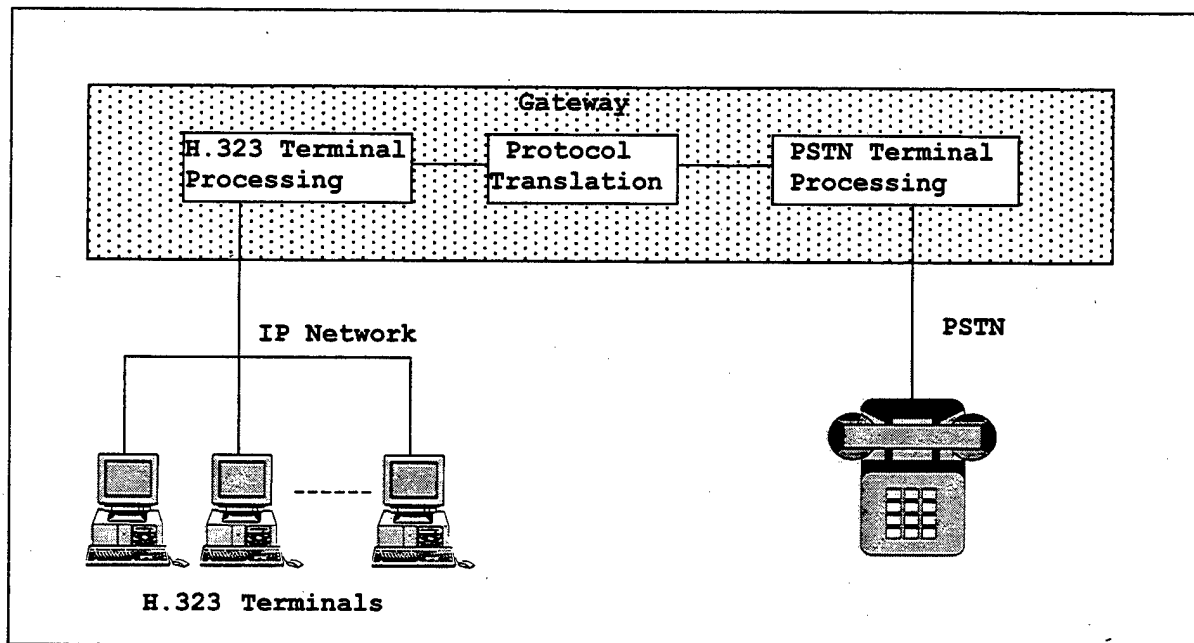 Gateway
H.323 Terminal
Processing
Protocol
Translation
PSTN Terminal
Processing
IP Network
PSTN
H.323 Terminals